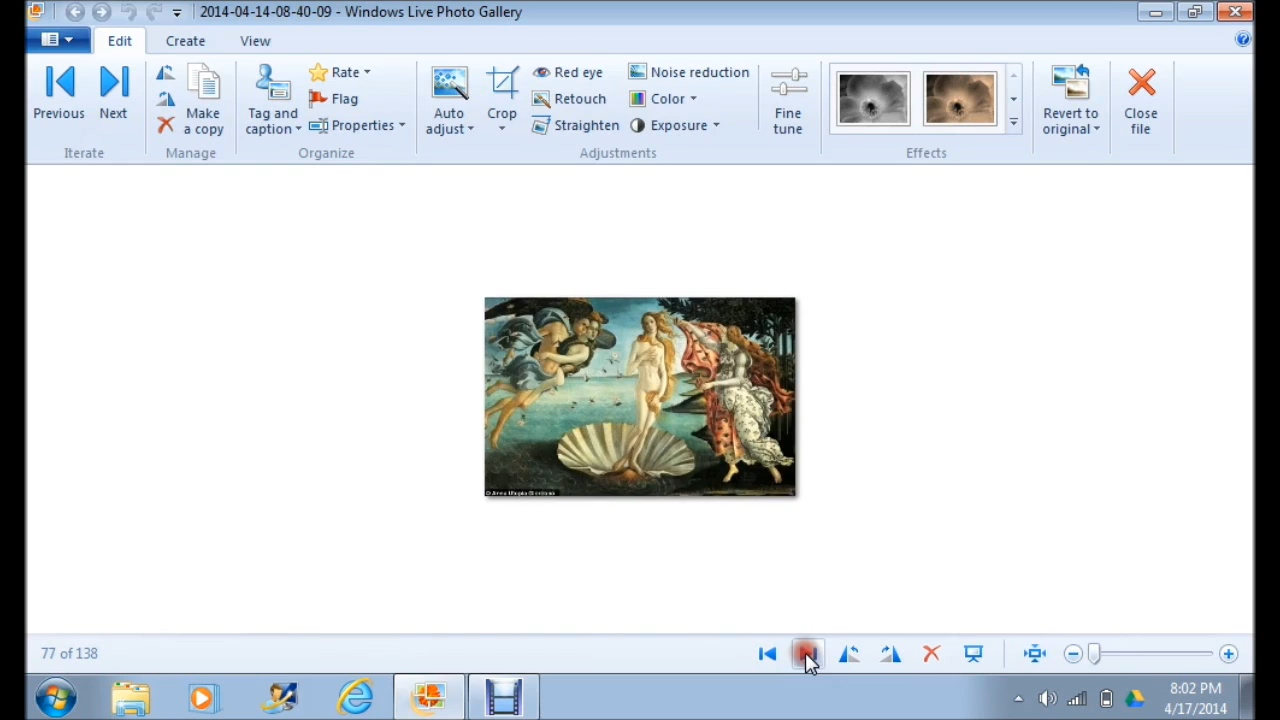 2014-04-14-08-40-09 - Windows Live Photo Gallery
Edit Create View
Previous
Next
Iterate
Make a copy
Manage
Tag and caption
Rate
Flag
Properties
Organize
Auto adjust
Crop
Red eye
Retouch
Straighten
Noise reduction
Color
Exposure
Adjustments
Fine tune
Effects
Revert to original
Close file
77 of 138
8:02 PM
4/17/2014